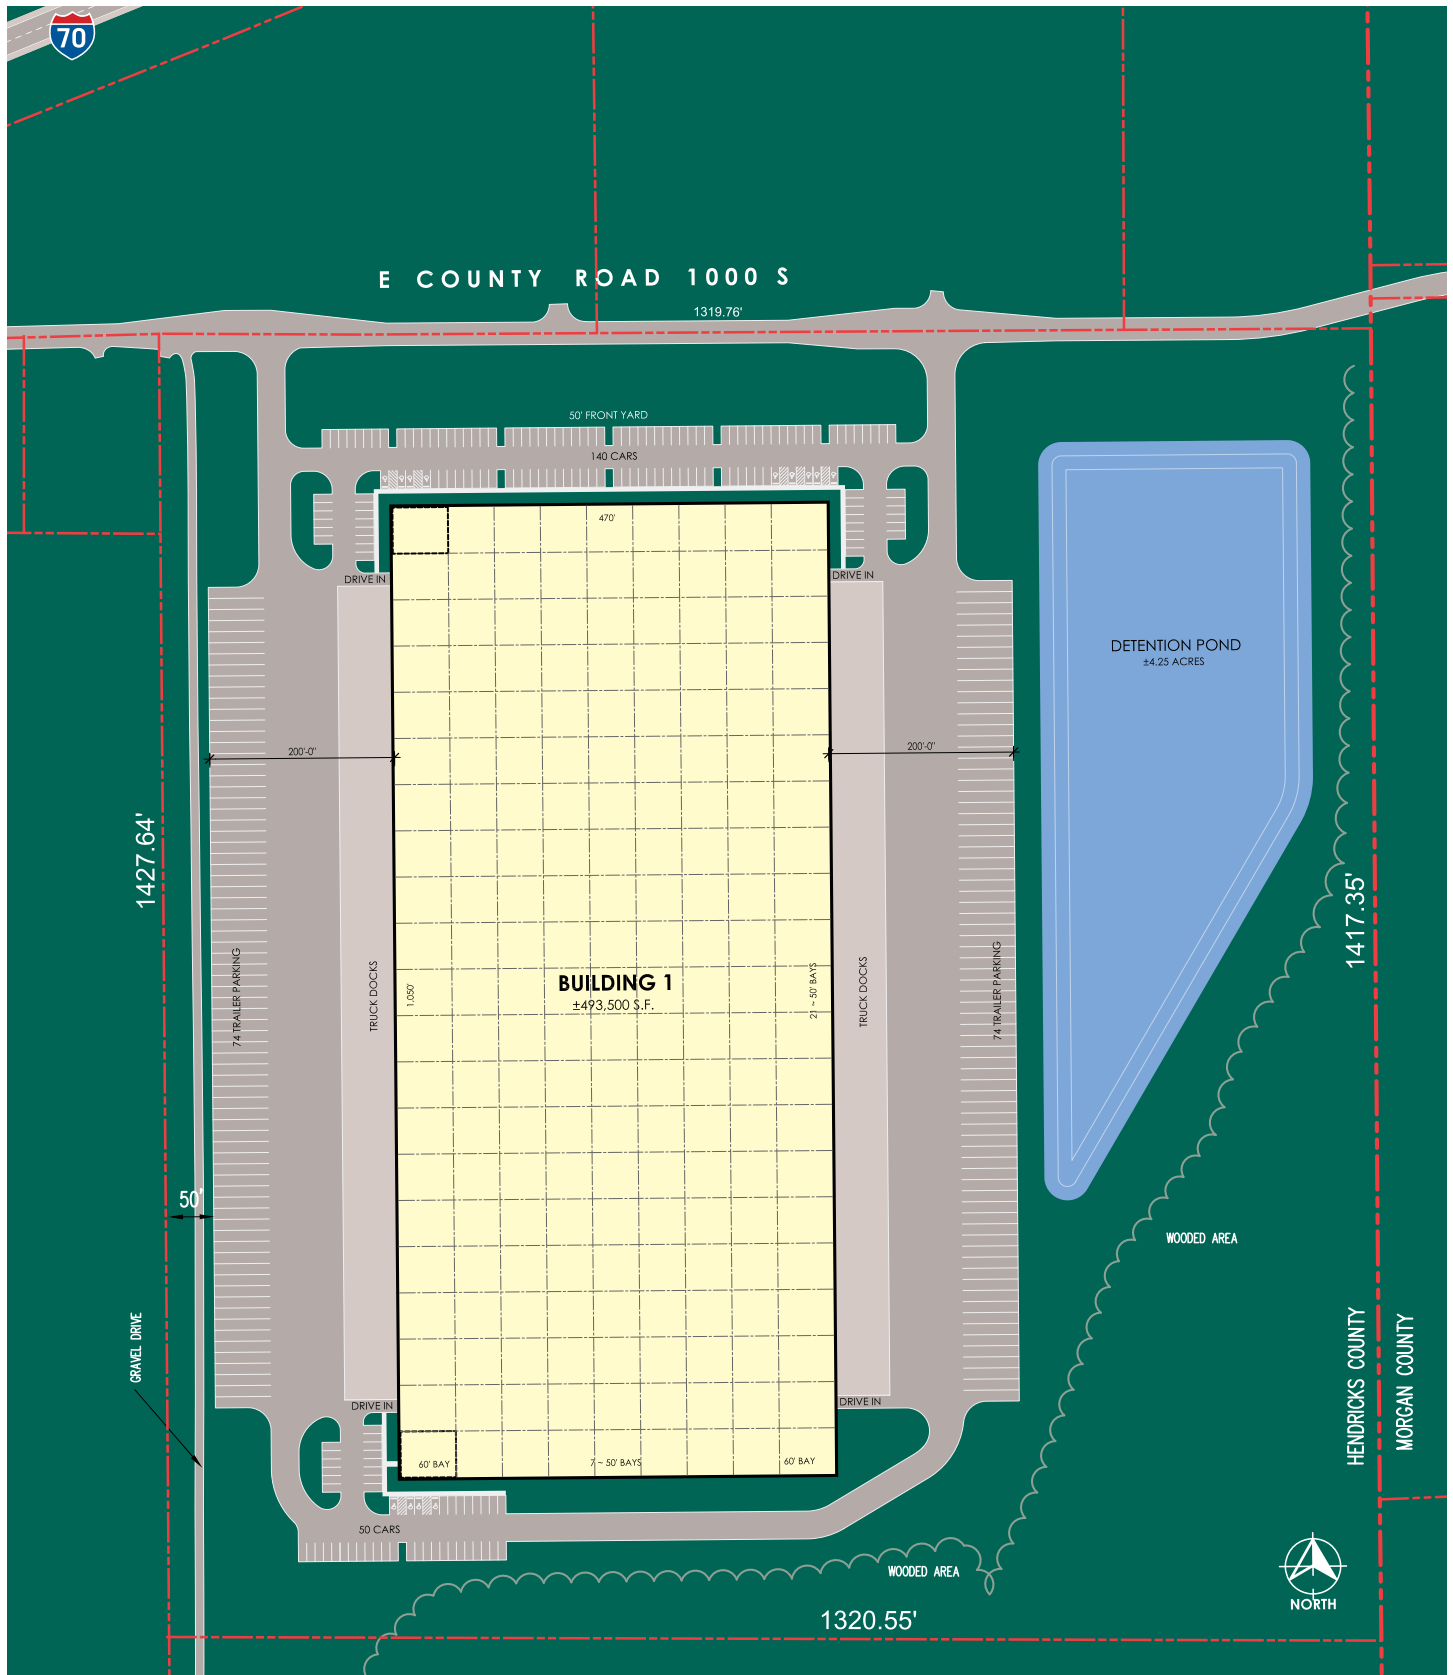 70
E COUNTY ROAD 1000 S
1319.76'
50' FRONT YARD
140 CARS
470'
DRIVE IN
DRIVE IN
DETENTION POND
±4.25 ACRES
200'-0"
200'-0"
1427.64'
1417.35'
74 TRAILER PARKING
TRUCK DOCKS
1,050'
BUILDING 1
±493,500 S.F.
21 ~ 50' BAYS
TRUCK DOCKS
74 TRAILER PARKING
50'
WOODED AREA
GRAVEL DRIVE
HENDRICKS COUNTY
MORGAN COUNTY
DRIVE IN
DRIVE IN
60' BAY
7 ~ 50' BAYS
60' BAY
50 CARS
WOODED AREA
NORTH
1320.55'